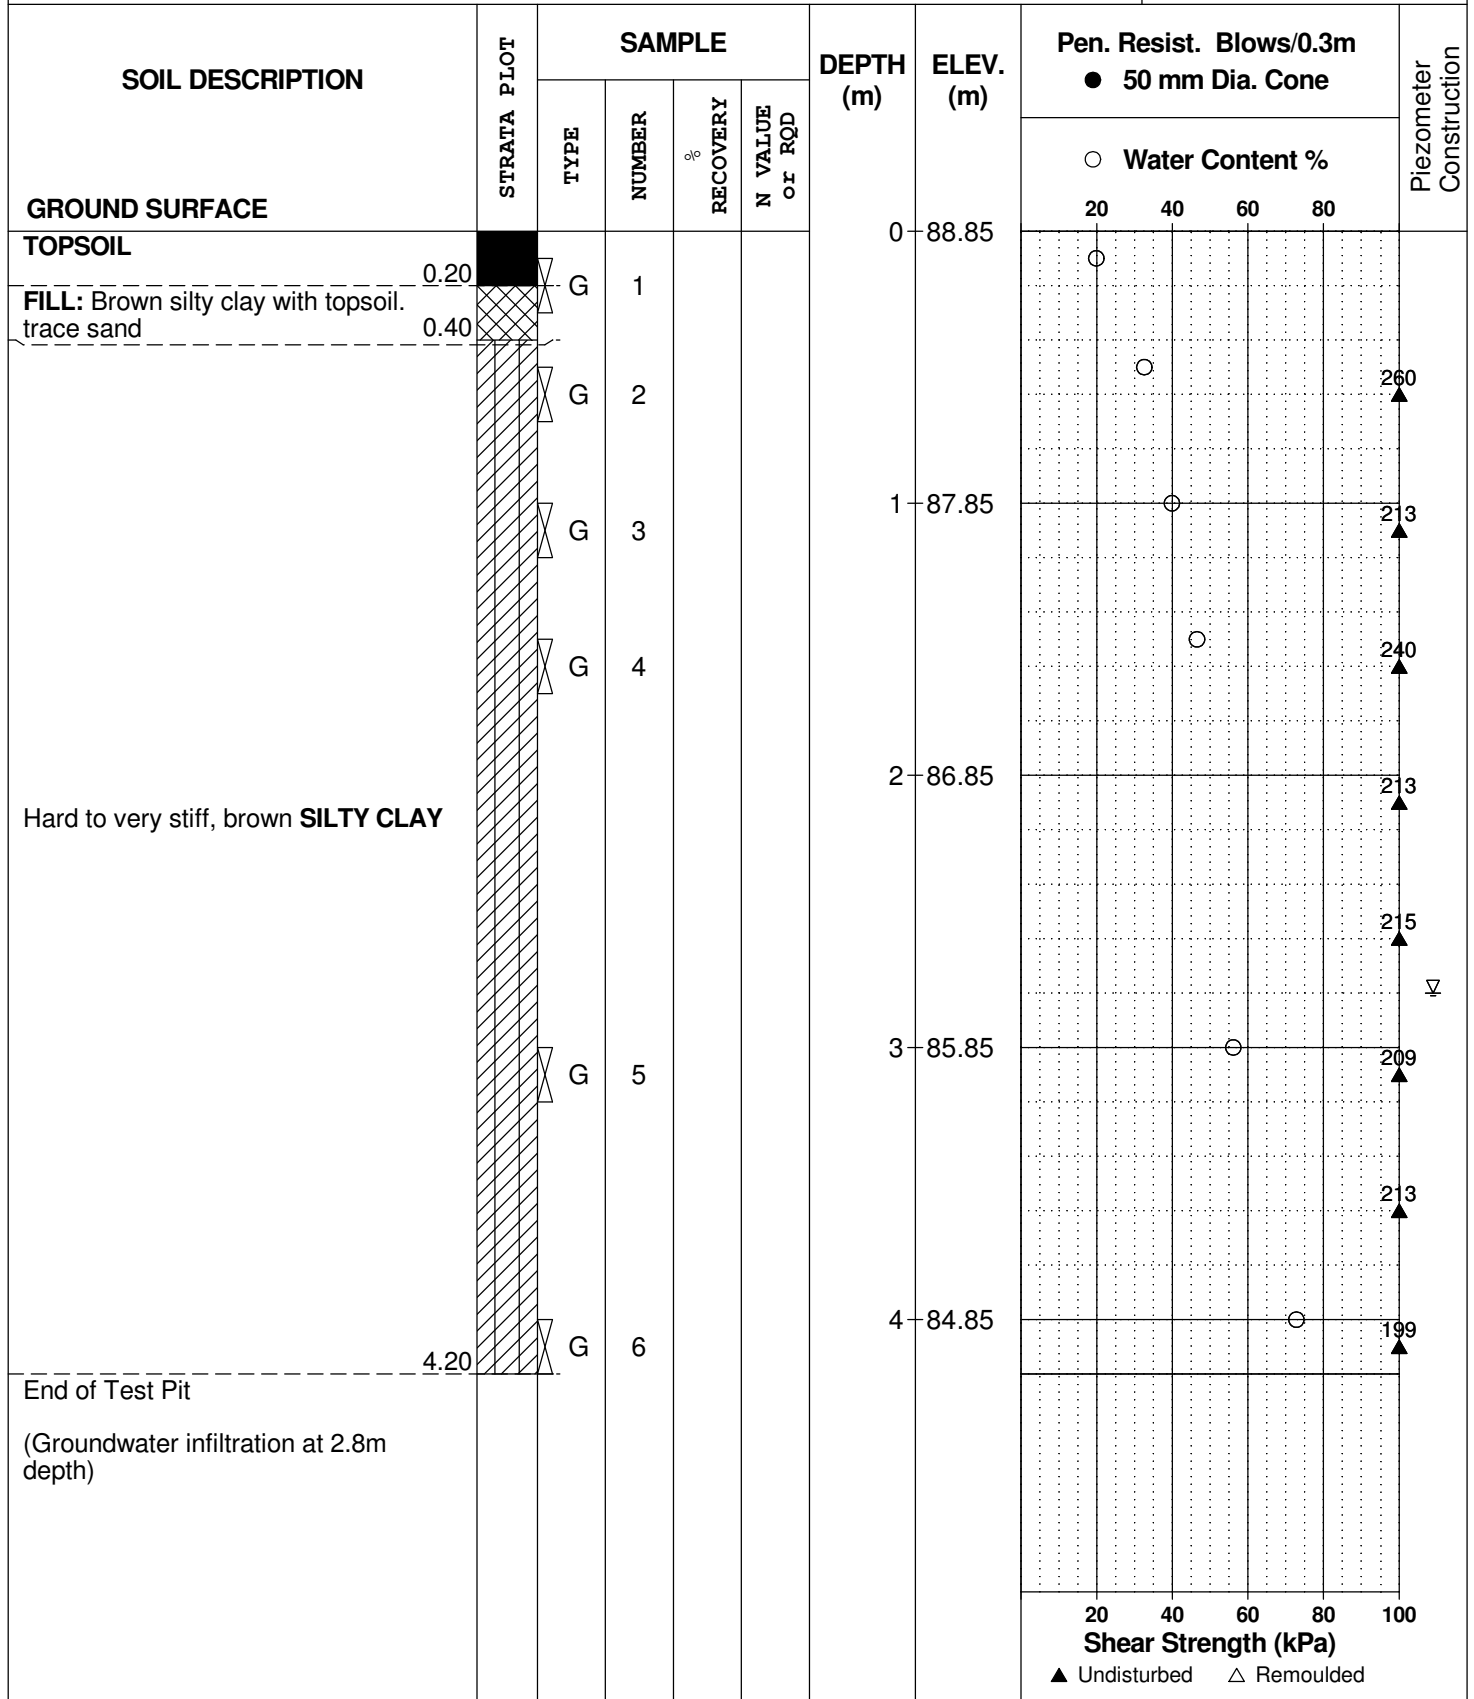 SOIL DESCRIPTION
GROUND SURFACE
STRATA PLOT
SAMPLE
TYPE
NUMBER
%
RECOVERY
N VALUE
or RQD
DEPTH
(m)
ELEV.
(m)
Pen. Resist. Blows/0.3m
● 50 mm Dia. Cone
○ Water Content %
20 40 60 80
Piezometer
Construction
TOPSOIL
0.20
FILL: Brown silty clay with topsoil.
trace sand
0.40
Hard to very stiff, brown SILTY CLAY
4.20
End of Test Pit
(Groundwater infiltration at 2.8m
depth)
G 1
G 2
G 3
G 4
G 5
G 6
0 88.85
1 87.85
2 86.85
3 85.85
4 84.85
260
213
240
213
215
209
213
199
20 40 60 80 100
Shear Strength (kPa)
▲ Undisturbed △ Remoulded